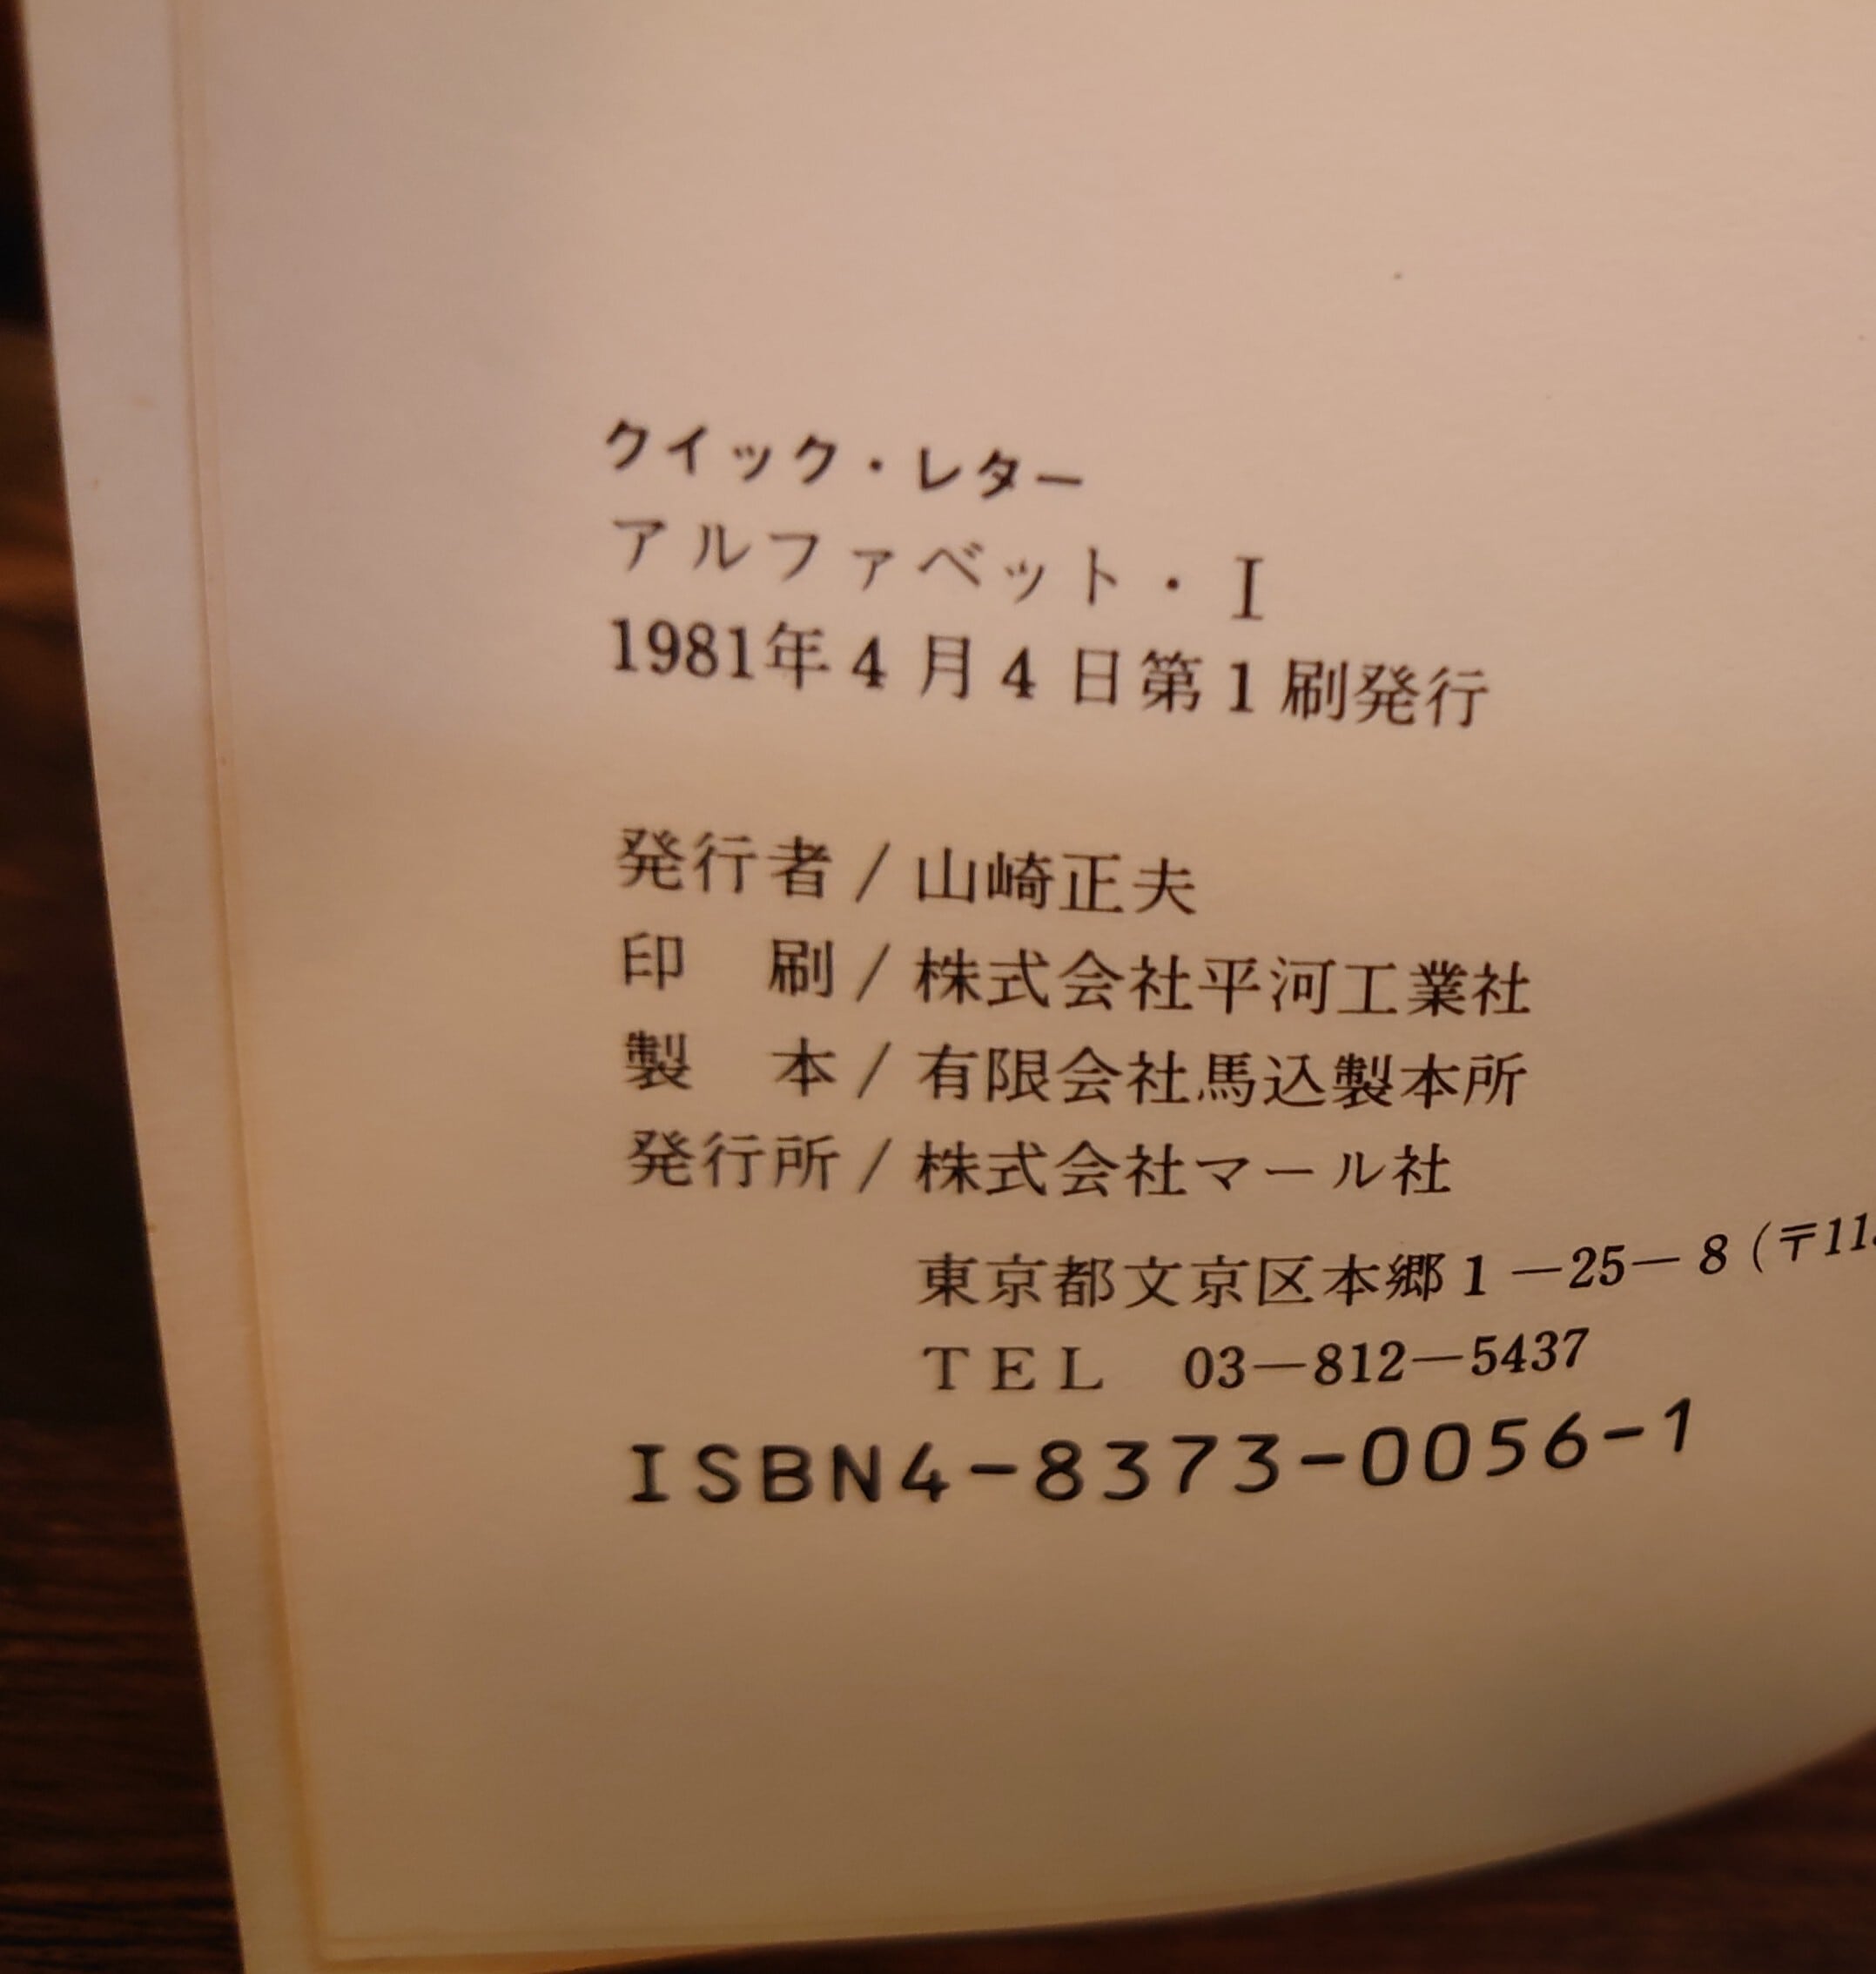 クイック・レター
アルファベット・Ⅰ
1981年4月4日第1刷発行
発行者/山崎正夫
印　刷/株式会社平河工業社
製　本/有限会社馬込製本所
発行所/株式会社マール社
東京都文京区本郷1－25－8(〒11
TEL　03―812―5437
ISBN4-8373-0056-1